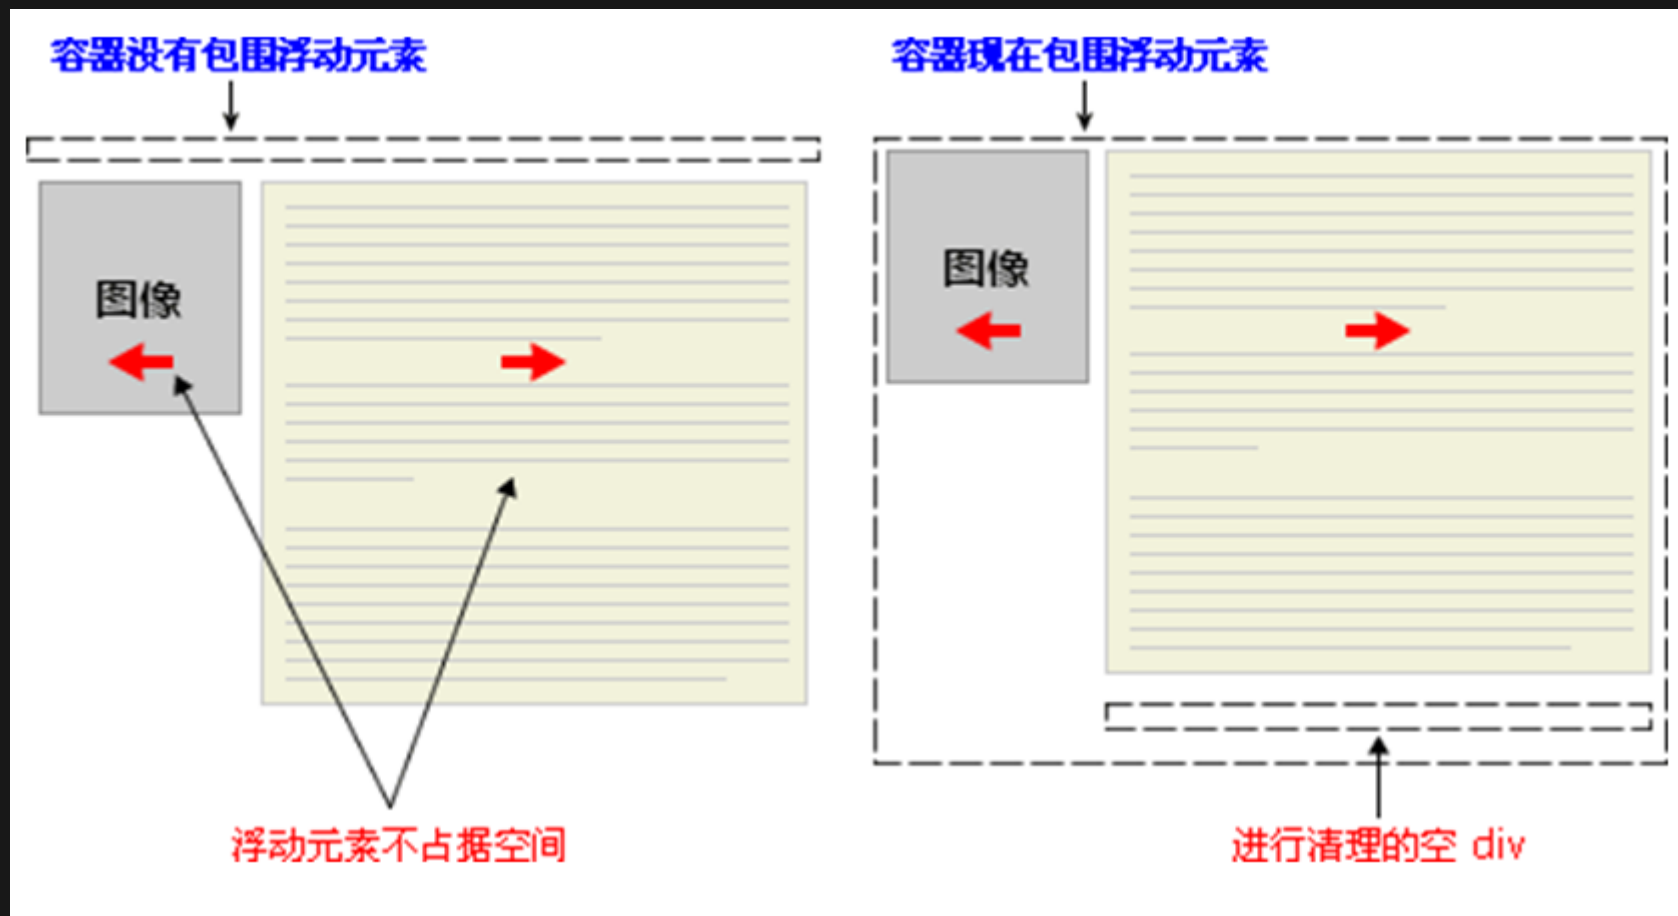 容器没有包围浮动元素
容器现在包围浮动元素
图像
图像
浮动元素不占据空间
进行清理的空 div